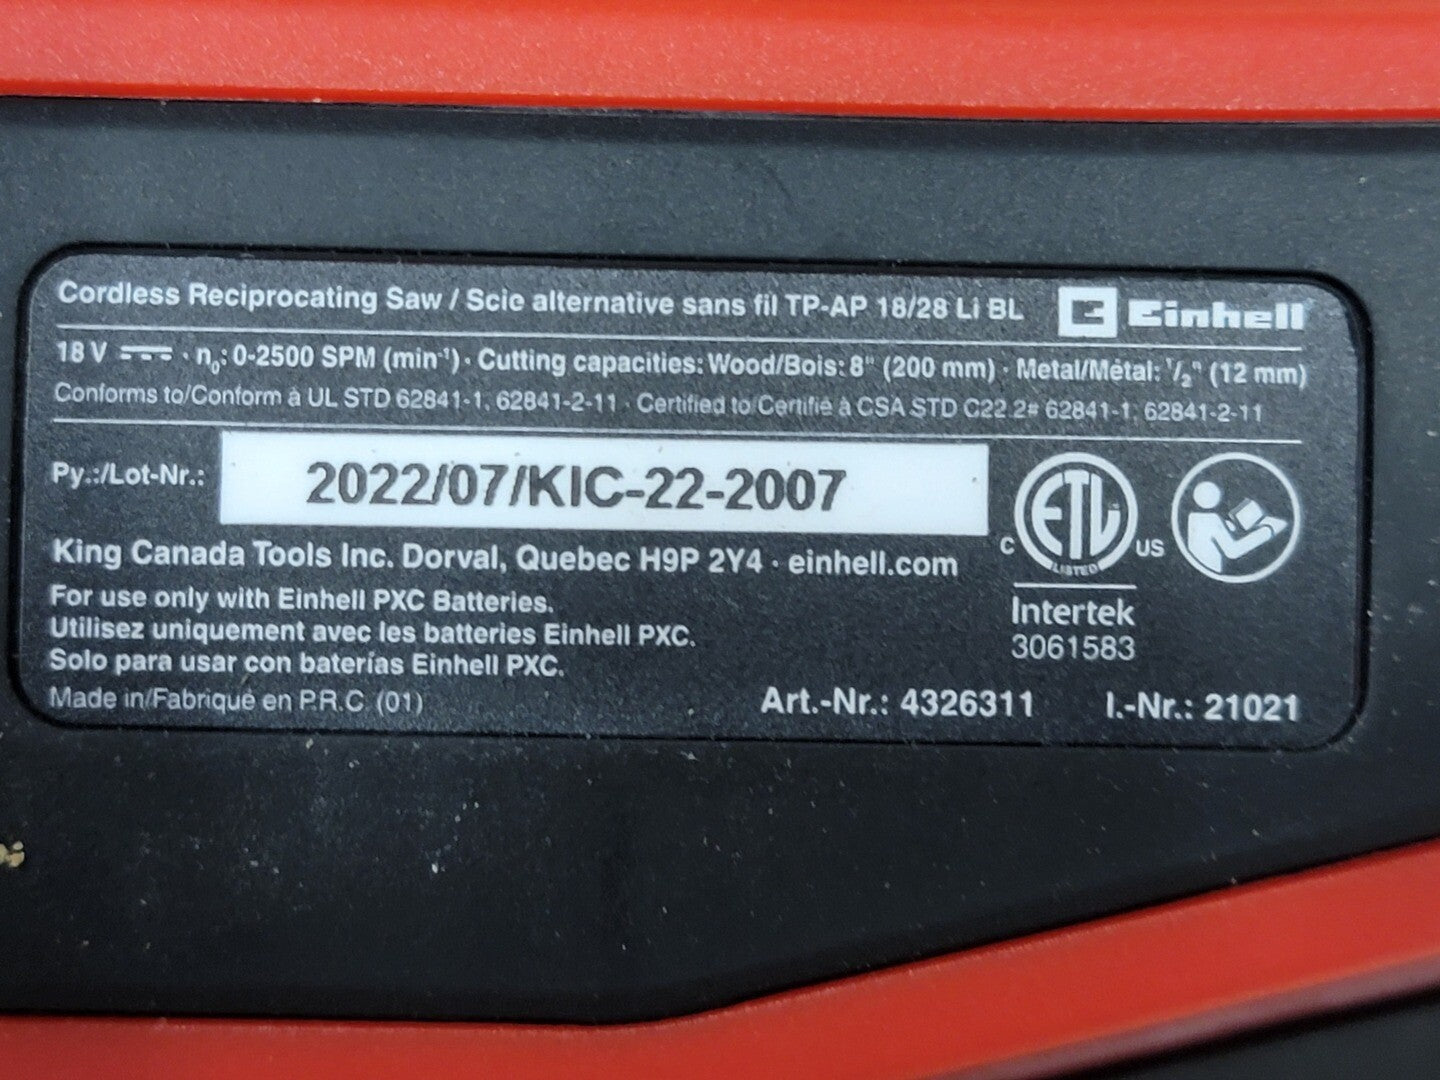 Cordless Reciprocating Saw / Scie alternative sans fil TP-AP 18/28 Li BL Einhell
18 V ⎓ · n₀: 0-2500 SPM (min⁻¹) · Cutting capacities: Wood/Bois: 8" (200 mm) · Metal/Métal: 1/2" (12 mm)
Conforms to/Conform à UL STD 62841-1, 62841-2-11 · Certified to/Certifié à CSA STD C22.2# 62841-1, 62841-2-11
Py.:/Lot-Nr.: 2022/07/KIC-22-2007
King Canada Tools Inc. Dorval, Quebec H9P 2Y4 · einhell.com
For use only with Einhell PXC Batteries.
Utilisez uniquement avec les batteries Einhell PXC.
Solo para usar con baterías Einhell PXC.
Made in/Fabriqué en P.R.C. (01)
C ETL US
LISTED
Intertek
3061583
Art.-Nr.: 4326311 I.-Nr.: 21021